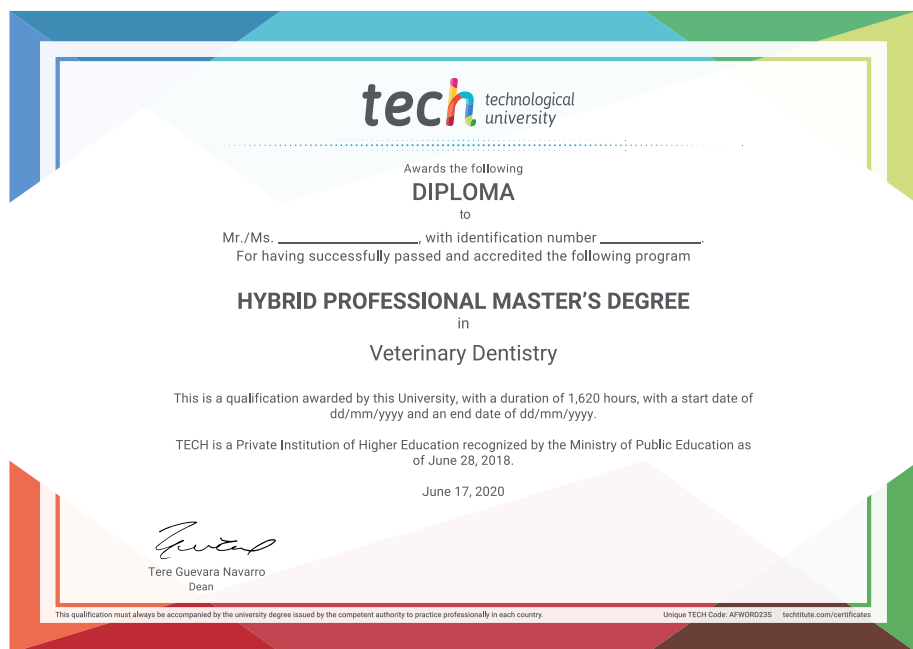 tech technological
university
Awards the following
DIPLOMA
to
Mr./Ms. ________________, with identification number ____________.
For having successfully passed and accredited the following program
HYBRID PROFESSIONAL MASTER'S DEGREE
in
Veterinary Dentistry
This is a qualification awarded by this University, with a duration of 1,620 hours, with a start date of
dd/mm/yyyy and an end date of dd/mm/yyyy.
TECH is a Private Institution of Higher Education recognized by the Ministry of Public Education as
of June 28, 2018.
June 17, 2020
Tere Guevara Navarro
Dean
This qualification must always be accompanied by the university degree issued by the competent authority to practice professionally in each country.
Unique TECH Code: AFWORD23S techtitute.com/certificates